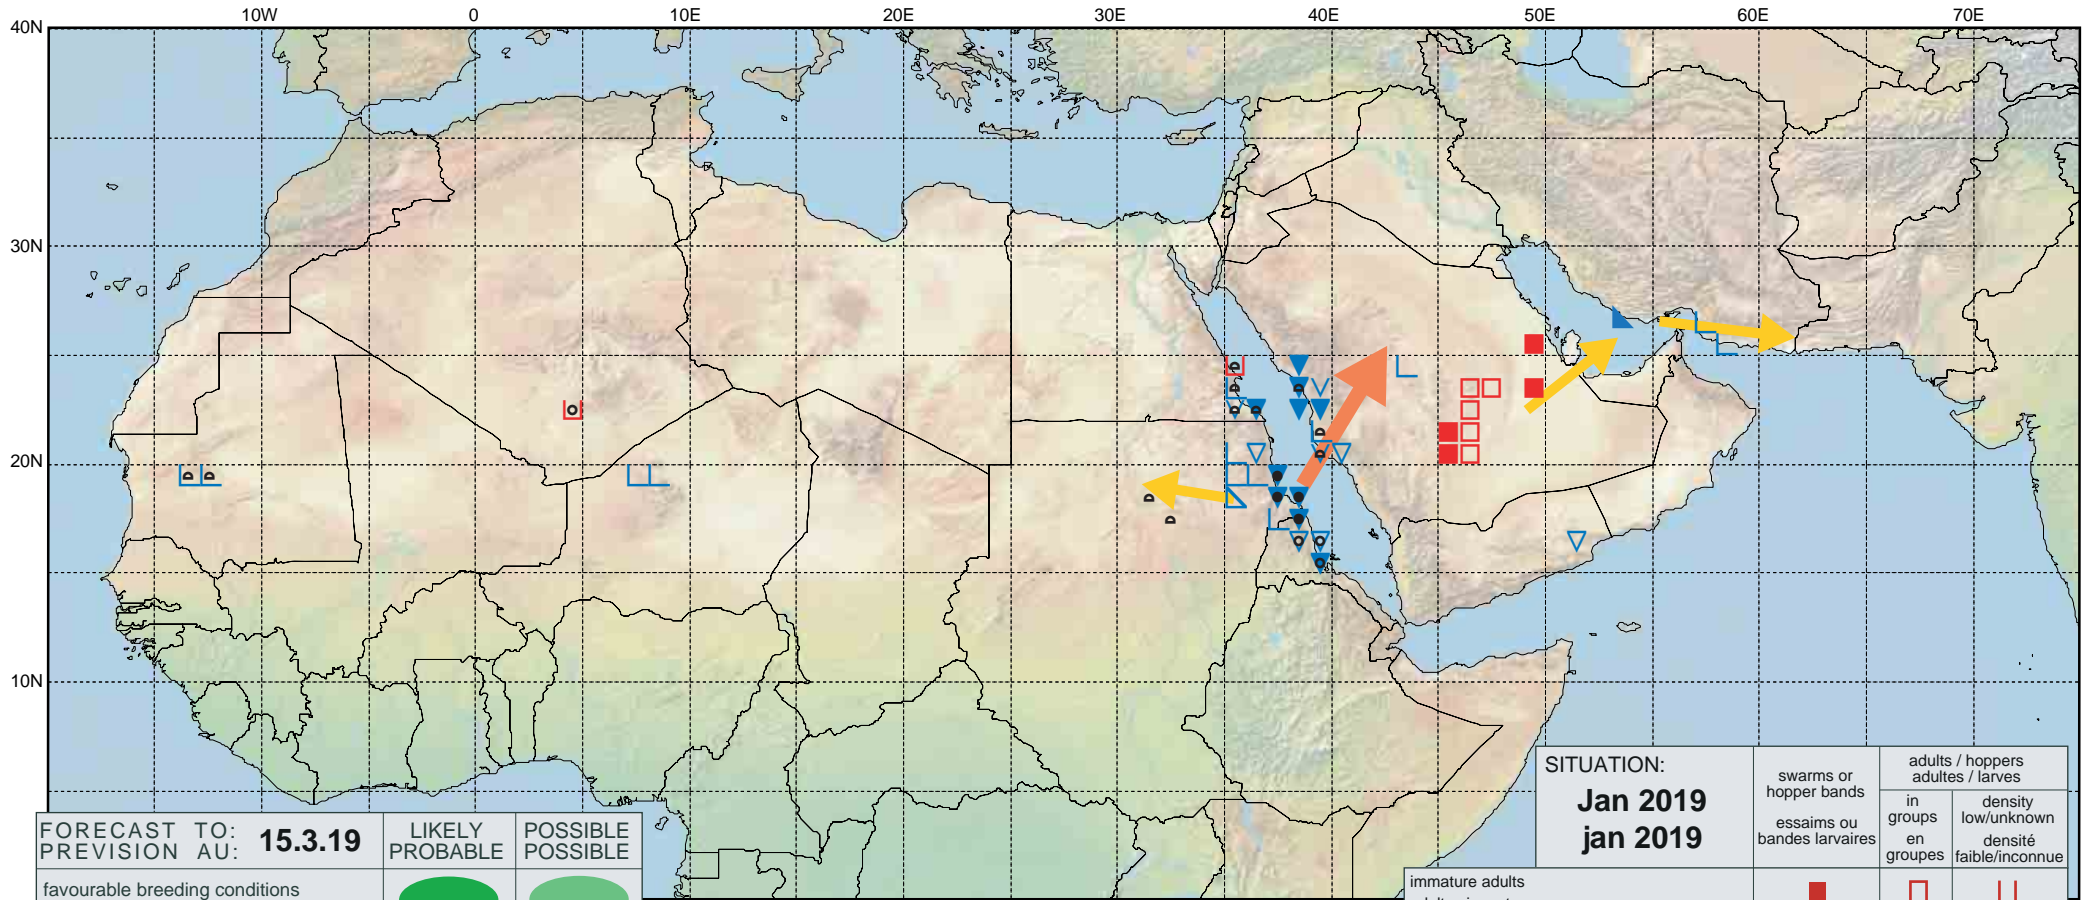 10W 0 10E 20E 30E 40E 50E 60E 70E
40N
30N
20N
10N
FORECAST TO:
PREVISION AU:
15.3.19
LIKELY
PROBABLE
POSSIBLE
POSSIBLE
favourable breeding conditions
SITUATION:
Jan 2019
jan 2019
swarms or
hopper bands
essaims ou
bandes larvaires
adults / hoppers
adultes / larves
in
groups
en
groupes
density
low/unknown
densité
faible/inconnue
immature adults